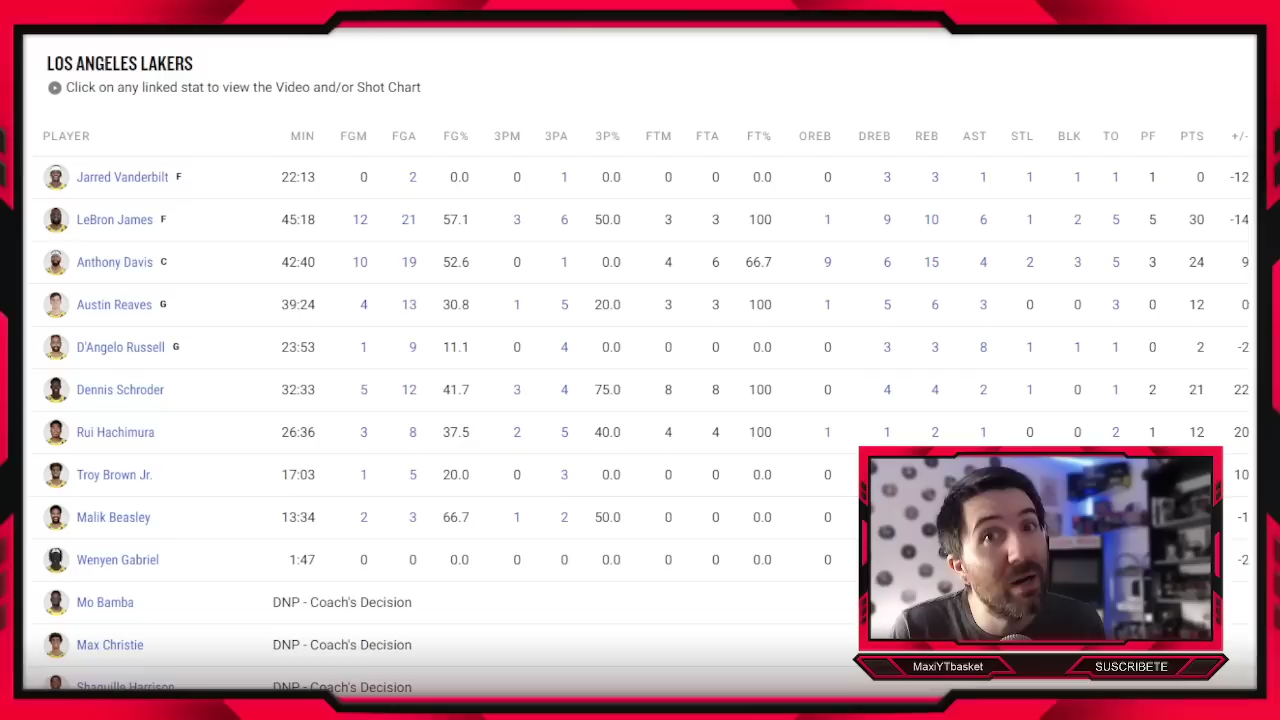 LOS ANGELES LAKERS
Click on any linked stat to view the Video and/or Shot Chart
PLAYER MIN FGM FGA FG% 3PM 3PA 3P% FTM FTA FT% OREB DREB REB AST STL BLK TO PF PTS +/-
Jarred Vanderbilt F 22:13 0 2 0.0 0 1 0.0 0 0 0.0 0 3 3 1 1 1 1 1 0 -12
LeBron James F 45:18 12 21 57.1 3 6 50.0 3 3 100 1 9 10 6 1 2 5 5 30 -14
Anthony Davis C 42:40 10 19 52.6 0 1 0.0 4 6 66.7 9 6 15 4 2 3 5 3 24 9
Austin Reaves G 39:24 4 13 30.8 1 5 20.0 3 3 100 1 5 6 3 0 0 3 0 12 0
D'Angelo Russell G 23:53 1 9 11.1 0 4 0.0 0 0 0.0 0 3 3 8 1 1 1 0 2 -2
Dennis Schroder 32:33 5 12 41.7 3 4 75.0 8 8 100 0 4 4 2 1 0 1 2 21 22
Rui Hachimura 26:36 3 8 37.5 2 5 40.0 4 4 100 1 1 2 1 0 0 2 1 12 20
Troy Brown Jr. 17:03 1 5 20.0 0 3 0.0 0 0 0.0 0 10
Malik Beasley 13:34 2 3 66.7 1 2 50.0 0 0 0.0 0 -1
Wenyen Gabriel 1:47 0 0 0.0 0 0 0.0 0 0 0.0 0 -2
Mo Bamba DNP - Coach's Decision
Max Christie DNP - Coach's Decision
Shaquille Harrison DNP - Coach's Decision
MaxiYTbasket SUSCRIBETE